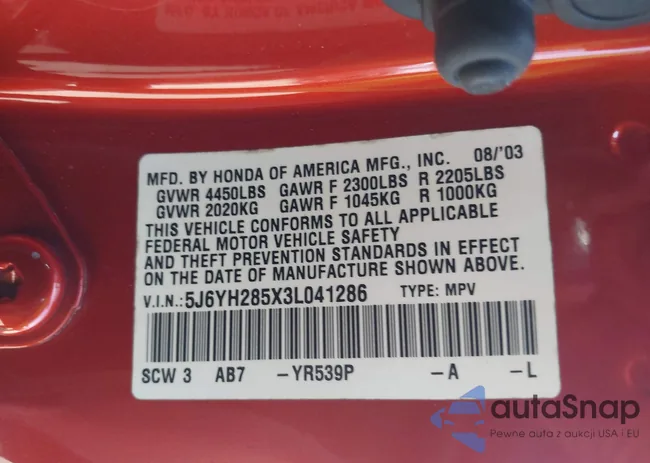 MFD. BY HONDA OF AMERICA MFG., INC. 08/'03
GVWR 4450LBS GAWR F 2300LBS R 2205LBS
GVWR 2020KG GAWR F 1045KG R 1000KG
THIS VEHICLE CONFORMS TO ALL APPLICABLE
FEDERAL MOTOR VEHICLE SAFETY
AND THEFT PREVENTION STANDARDS IN EFFECT
ON THE DATE OF MANUFACTURE SHOWN ABOVE.
V.I.N.: 5J6YH285X3L041286 TYPE: MPV
SCW 3 AB7 -YR539P -A -L
autaSnap
Pewne auta z aukcji USA i EU